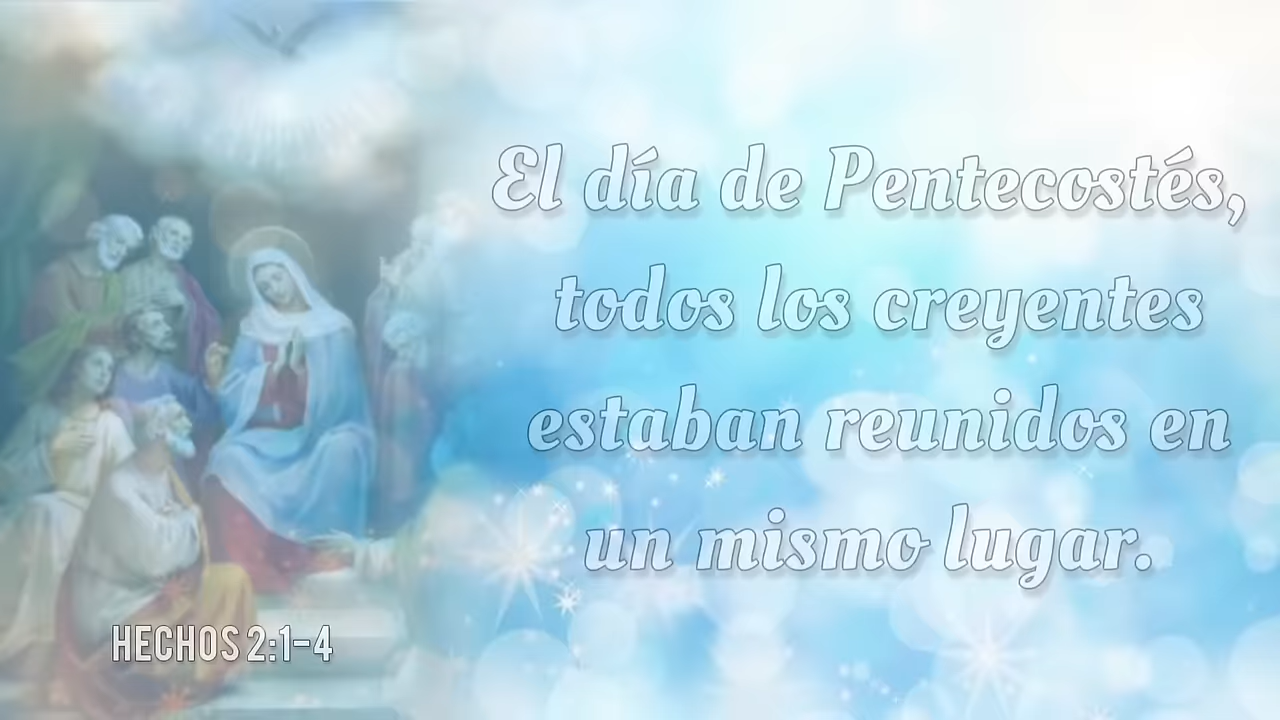 El día de Pentecostés,
todos los creyentes
estaban reunidos en
un mismo lugar.
HECHOS 2:1-4